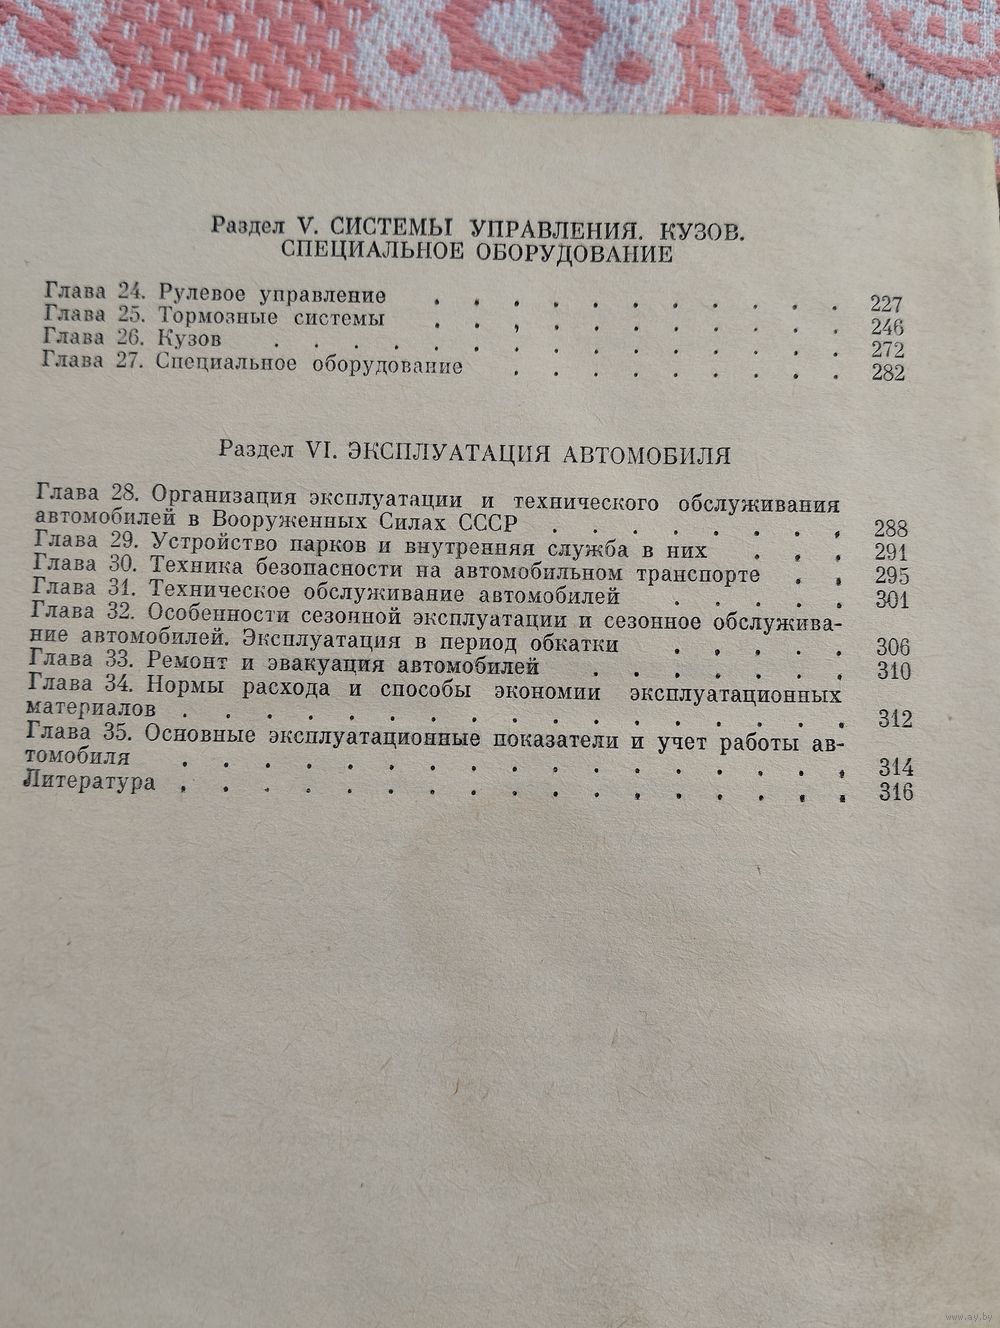 Раздел V. СИСТЕМЫ УПРАВЛЕНИЯ. КУЗОВ.
СПЕЦИАЛЬНОЕ ОБОРУДОВАНИЕ
Глава 24. Рулевое управление . . . . . . . . . . . 227
Глава 25. Тормозные системы . . . . . . . . . . . 246
Глава 26. Кузов . . . . . . . . . . . . . . . 272
Глава 27. Специальное оборудование . . . . . . . . . 282
Раздел VI. ЭКСПЛУАТАЦИЯ АВТОМОБИЛЯ
Глава 28. Организация эксплуатации и технического обслуживания
автомобилей в Вооруженных Силах СССР . . . . . . . . 288
Глава 29. Устройство парков и внутренняя служба в них . . . 291
Глава 30. Техника безопасности на автомобильном транспорте . . 295
Глава 31. Техническое обслуживание автомобилей . . . . . 301
Глава 32. Особенности сезонной эксплуатации и сезонное обслужива-
ние автомобилей. Эксплуатация в период обкатки . . . . . 306
Глава 33. Ремонт и эвакуация автомобилей . . . . . . . 310
Глава 34. Нормы расхода и способы экономии эксплуатационных
материалов . . . . . . . . . . . . . . . . . 312
Глава 35. Основные эксплуатационные показатели и учет работы ав-
томобиля . . . . . . . . . . . . . . . . . 314
Литература . . . . . . . . . . . . . . . . . 316
www.ay.by